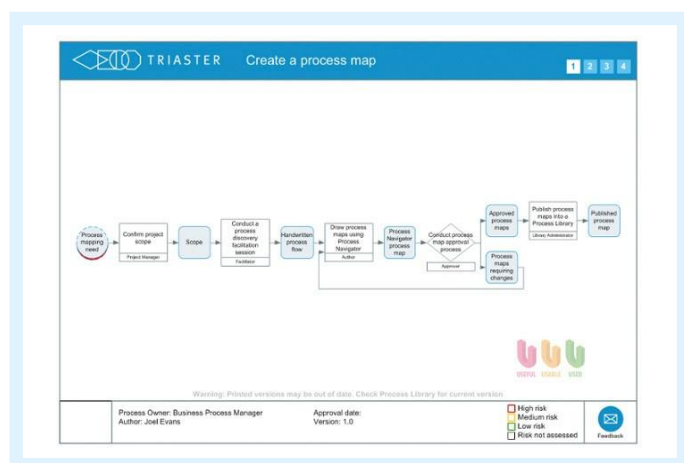 TRIASTER
Create a process map
1 2 3 4
Process
mapping
need
Confirm project
scope
Project Manager
Scope
Conduct a
process
discovery
facilitation
session
Facilitator
Handwritten
process
flow
Draw process
maps using
Process
Navigator
Author
Process
Navigator
process
map
Conduct process
map approval
process
Approver
Approved
process
maps
Process
maps
requiring
changes
Publish process
maps into a
Process Library
Library Administrator
Published
process
map
USEFUL USABLE USED
Warning: Printed versions may be out of date. Check Process Library for current version
Process Owner: Business Process Manager
Author: Joel Evans
Approval date:
Version: 1.0
High risk
Medium risk
Low risk
Risk not assessed
Feedback